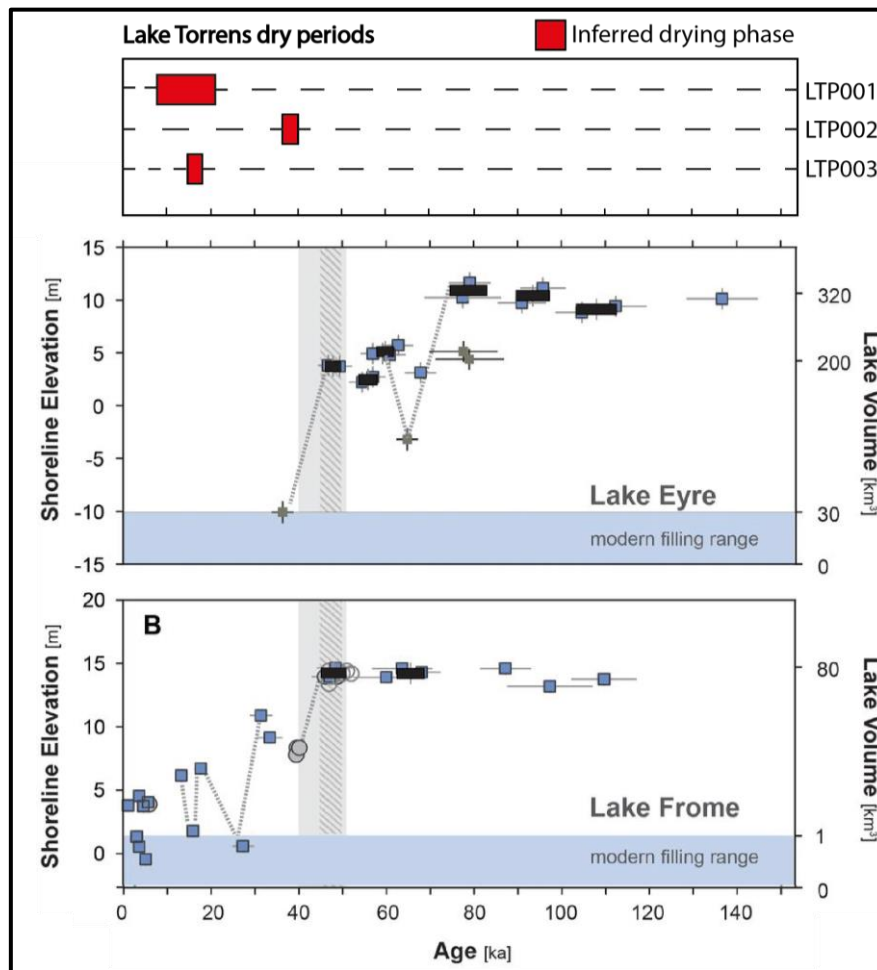 Lake Torrens dry periods
Inferred drying phase
LTP001
LTP002
LTP003
Shoreline Elevation [m]
15
10
5
0
-5
-10
-15
320
200
30
0
Lake Volume [km³]
Lake Eyre
modern filling range
Shoreline Elevation [m]
20
15
10
5
0
B
80
1
0
Lake Volume [km³]
Lake Frome
modern filling range
0 20 40 60 80 100 120 140
Age [ka]